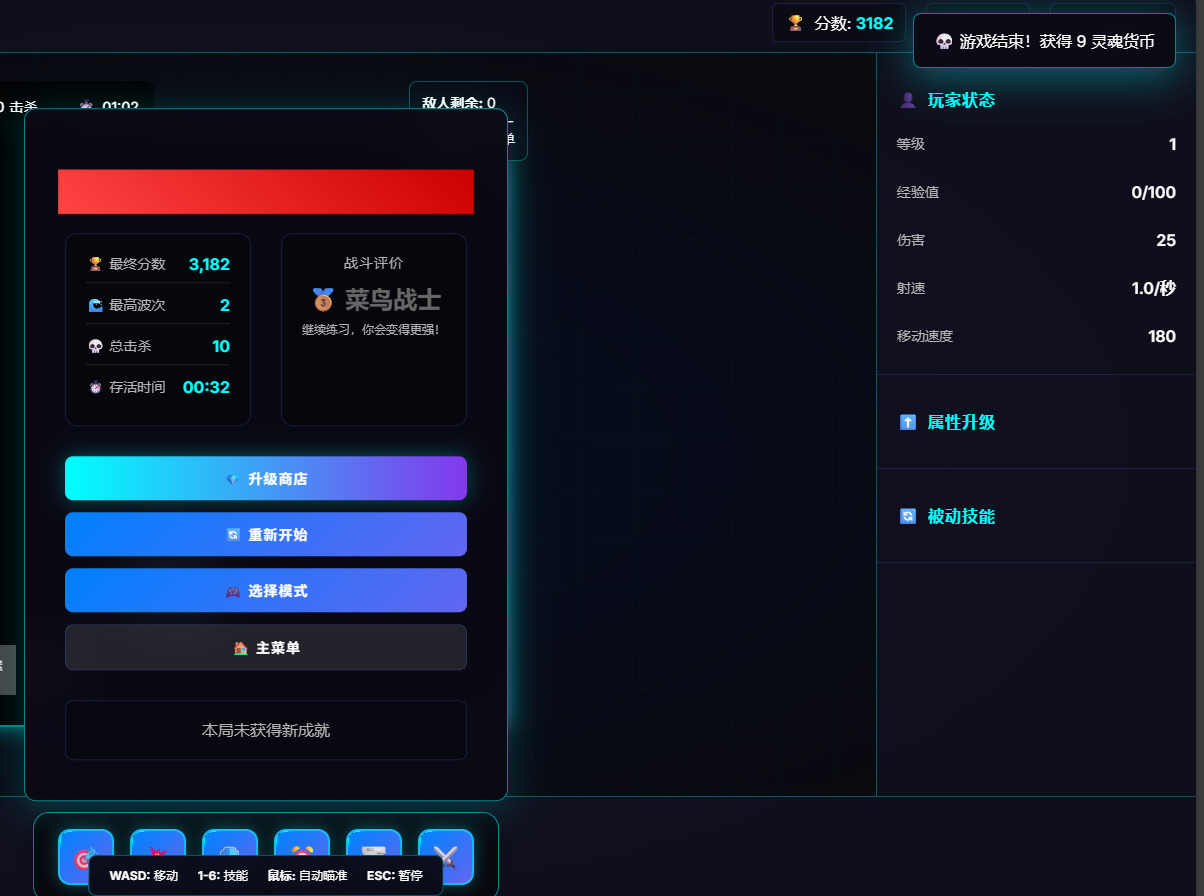 分数: 3182
游戏结束！获得 9 灵魂货币
击杀
01:02
敌人剩余: 0
单
最终分数 3,182
最高波次 2
总击杀 10
存活时间 00:32
战斗评价
菜鸟战士
继续练习，你会变得更强！
升级商店
重新开始
选择模式
主菜单
本局未获得新成就
玩家状态
等级 1
经验值 0/100
伤害 25
射速 1.0/秒
移动速度 180
属性升级
被动技能
WASD: 移动 1-6: 技能 鼠标: 自动瞄准 ESC: 暂停